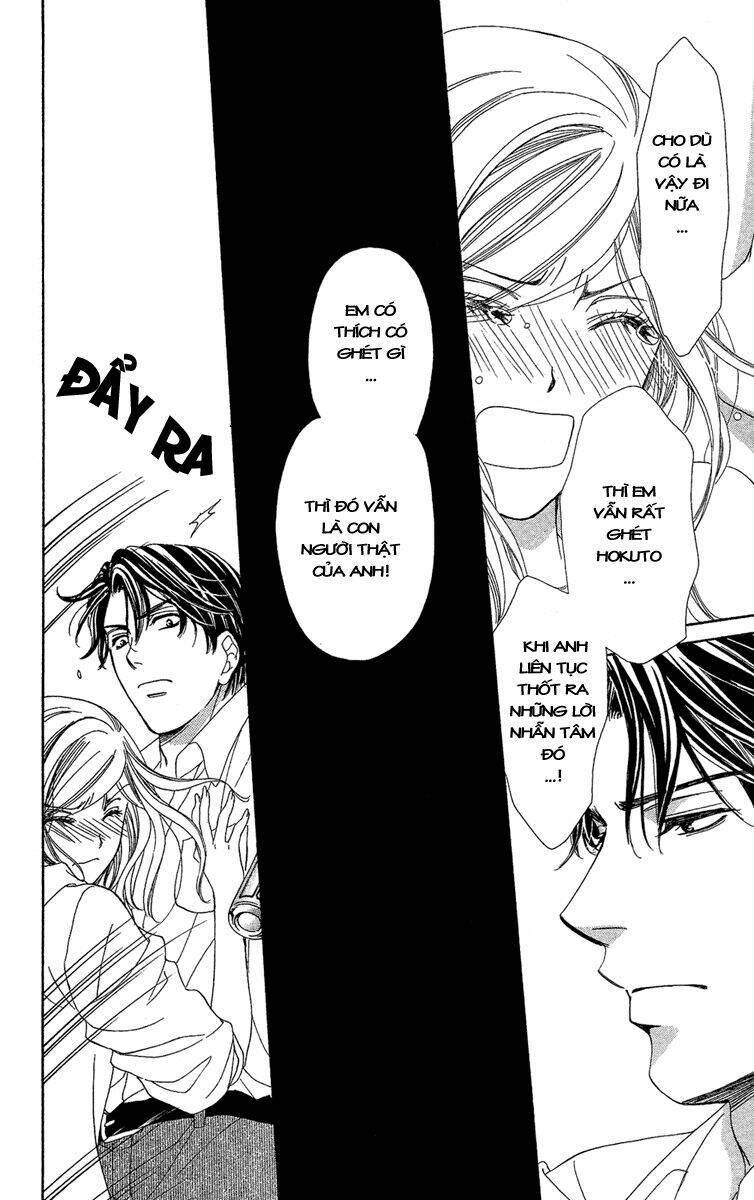 CHO DÙ
CÓ LÀ
VẬY ĐI
NỮA
...
THÌ EM
VẪN RẤT
GHÉT
HOKUTO
...
KHI ANH
LIÊN TỤC
THỐT RA
NHỮNG LỜI
NHẪN TÂM
ĐÓ
...!
EM CÓ
THÍCH CÓ
GHÉT GÌ
...
THÌ ĐÓ VẪN
LÀ CON
NGƯỜI THẬT
CỦA ANH!
ĐẨY RA